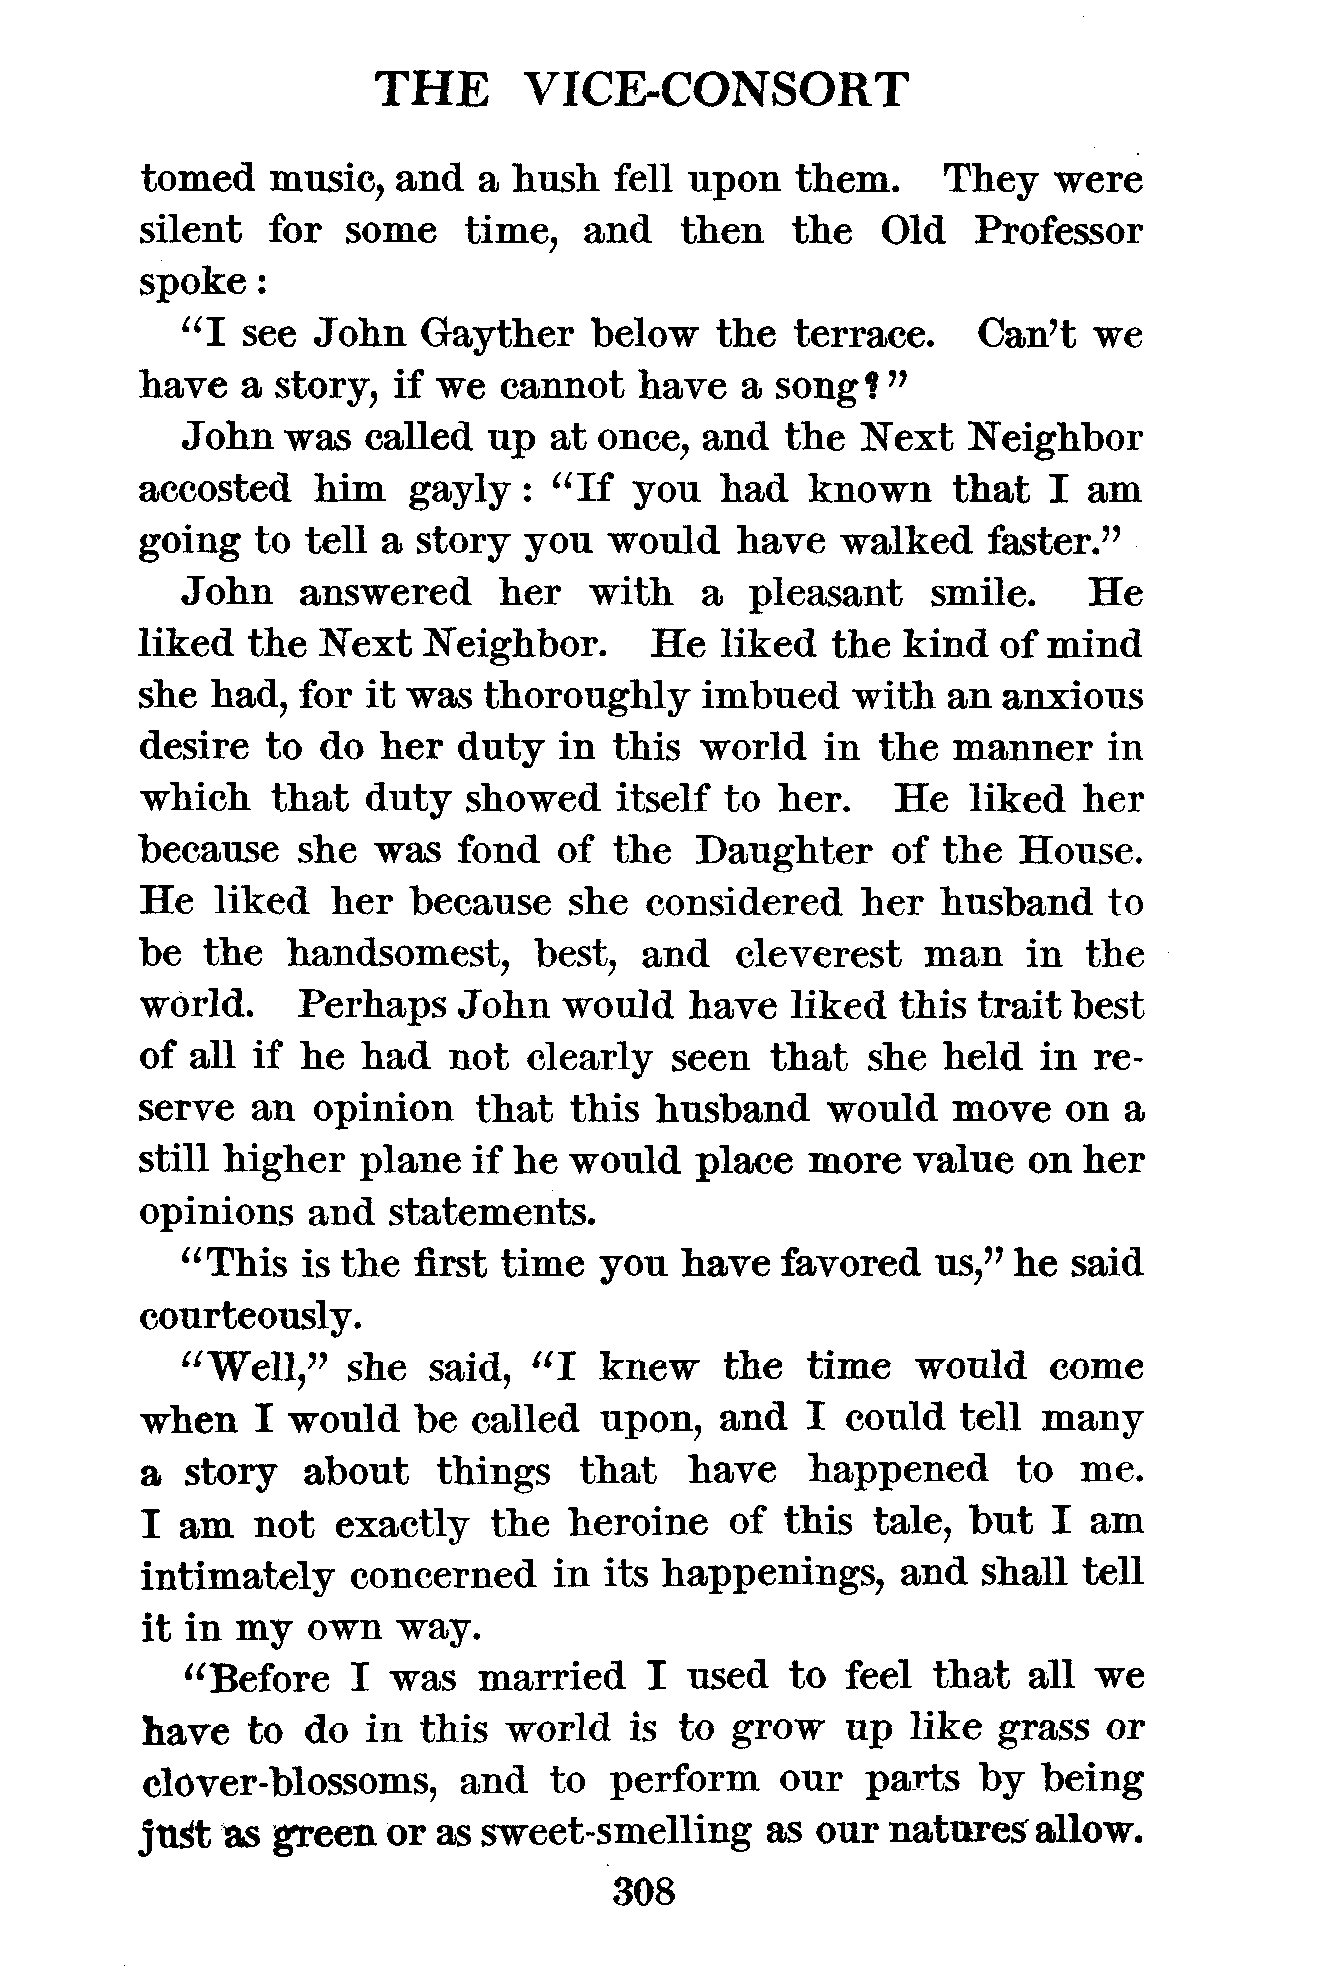 THE VICE-CONSORT
tomed music, and a hush fell upon them. They were
silent for some time, and then the Old Professor
spoke:
"I see John Gayther below the terrace. Can't we
have a story, if we cannot have a song?"
John was called up at once, and the Next Neighbor
accosted him gayly: "If you had known that I am
going to tell a story you would have walked faster."
John answered her with a pleasant smile. He
liked the Next Neighbor. He liked the kind of mind
she had, for it was thoroughly imbued with an anxious
desire to do her duty in this world in the manner in
which that duty showed itself to her. He liked her
because she was fond of the Daughter of the House.
He liked her because she considered her husband to
be the handsomest, best, and cleverest man in the
world. Perhaps John would have liked this trait best
of all if he had not clearly seen that she held in re-
serve an opinion that this husband would move on a
still higher plane if he would place more value on her
opinions and statements.
"This is the first time you have favored us," he said
courteously.
"Well," she said, "I knew the time would come
when I would be called upon, and I could tell many
a story about things that have happened to me.
I am not exactly the heroine of this tale, but I am
intimately concerned in its happenings, and shall tell
it in my own way.
"Before I was married I used to feel that all we
have to do in this world is to grow up like grass or
clover-blossoms, and to perform our parts by being
just as green or as sweet-smelling as our natures allow.
308